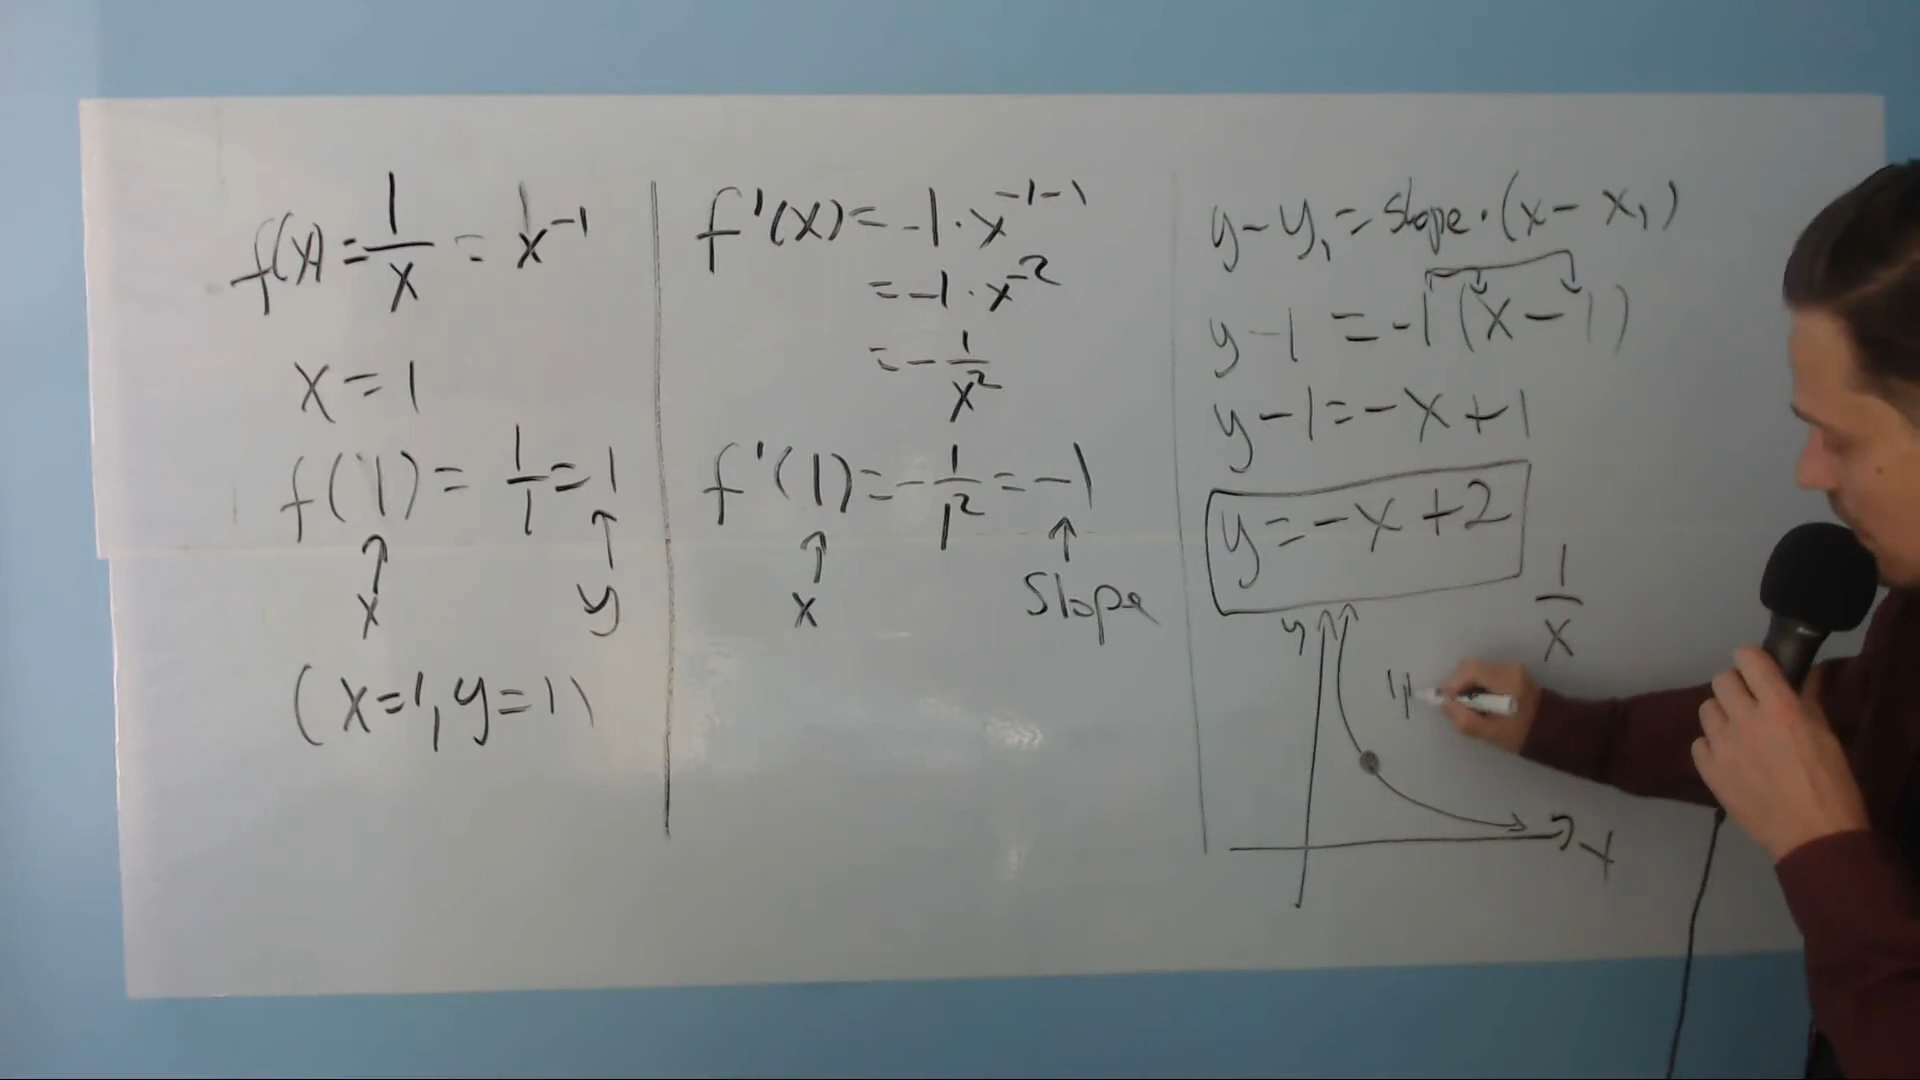 f(x) = 1/x = x^-1
x = 1
f(1) = 1/1 = 1
x y
(x=1, y=1)
f'(x) = -1·x^-1-1
= -1·x^-2
= -1/x^2
f'(1) = -1/1^2 = -1
x Slope
y-y₁ = Slope·(x-x₁)
y-1 = -1(x-1)
y-1 = -x+1
y = -x+2
1/x
y
x